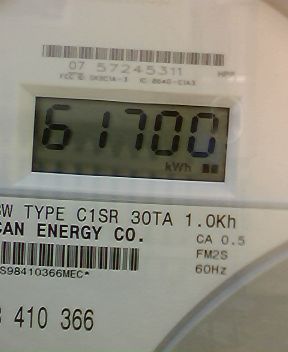 07 57245311
61700
kWh
TYPE C1SR 30TA 1.0Kh
CAN ENERGY CO.
CA 0.5
FM2S
60Hz
S98410366MEC*
410 366